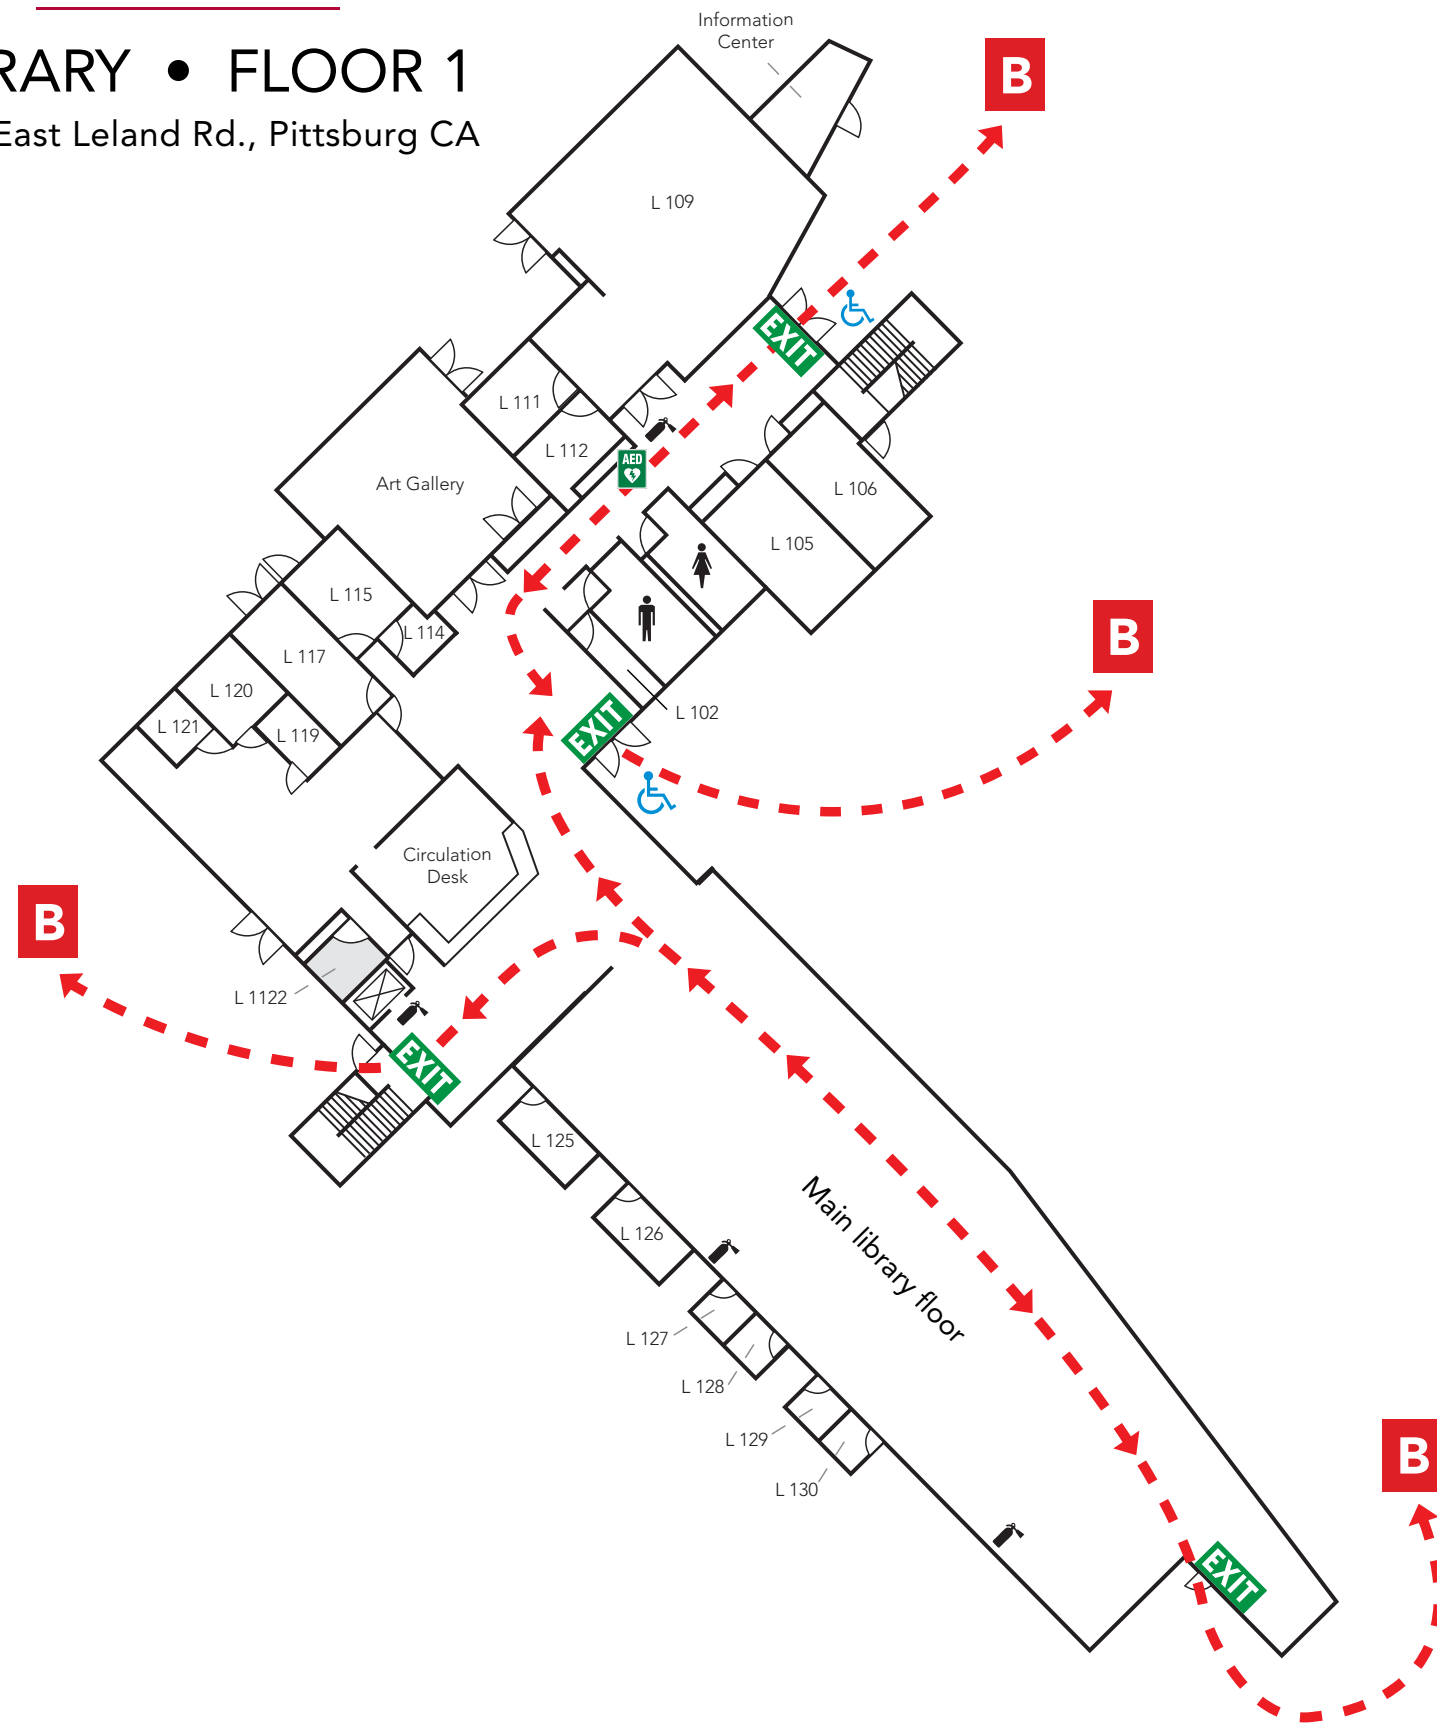 RARY • FLOOR 1
East Leland Rd., Pittsburg CA
Information
Center
B
L 109
EXIT
L 111
L 112
AED
Art Gallery
L 106
L 105
L 115
L 114
L 117
L 120
L 121
L 119
L 102
EXIT
B
Circulation
Desk
B
L 1122
EXIT
L 125
L 126
Main library floor
L 127
L 128
L 129
L 130
B
EXIT